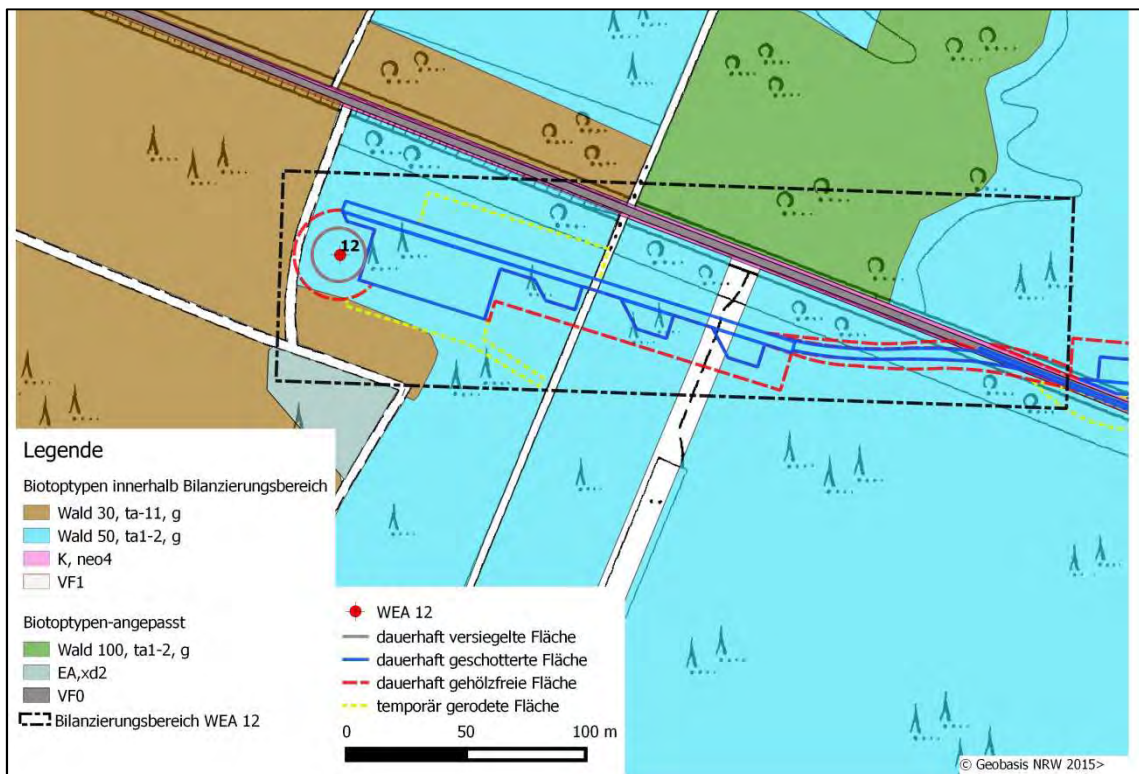 12
Legende
Biotoptypen innerhalb Bilanzierungsbereich
Wald 30, ta-11, g
Wald 50, ta1-2, g
K, neo4
VF1
Biotoptypen-angepasst
Wald 100, ta1-2, g
EA,xd2
VF0
Bilanzierungsbereich WEA 12
WEA 12
dauerhaft versiegelte Fläche
dauerhaft geschotterte Fläche
dauerhaft gehölzfreie Fläche
temporär gerodete Fläche
0 50 100 m
© Geobasis NRW 2015>